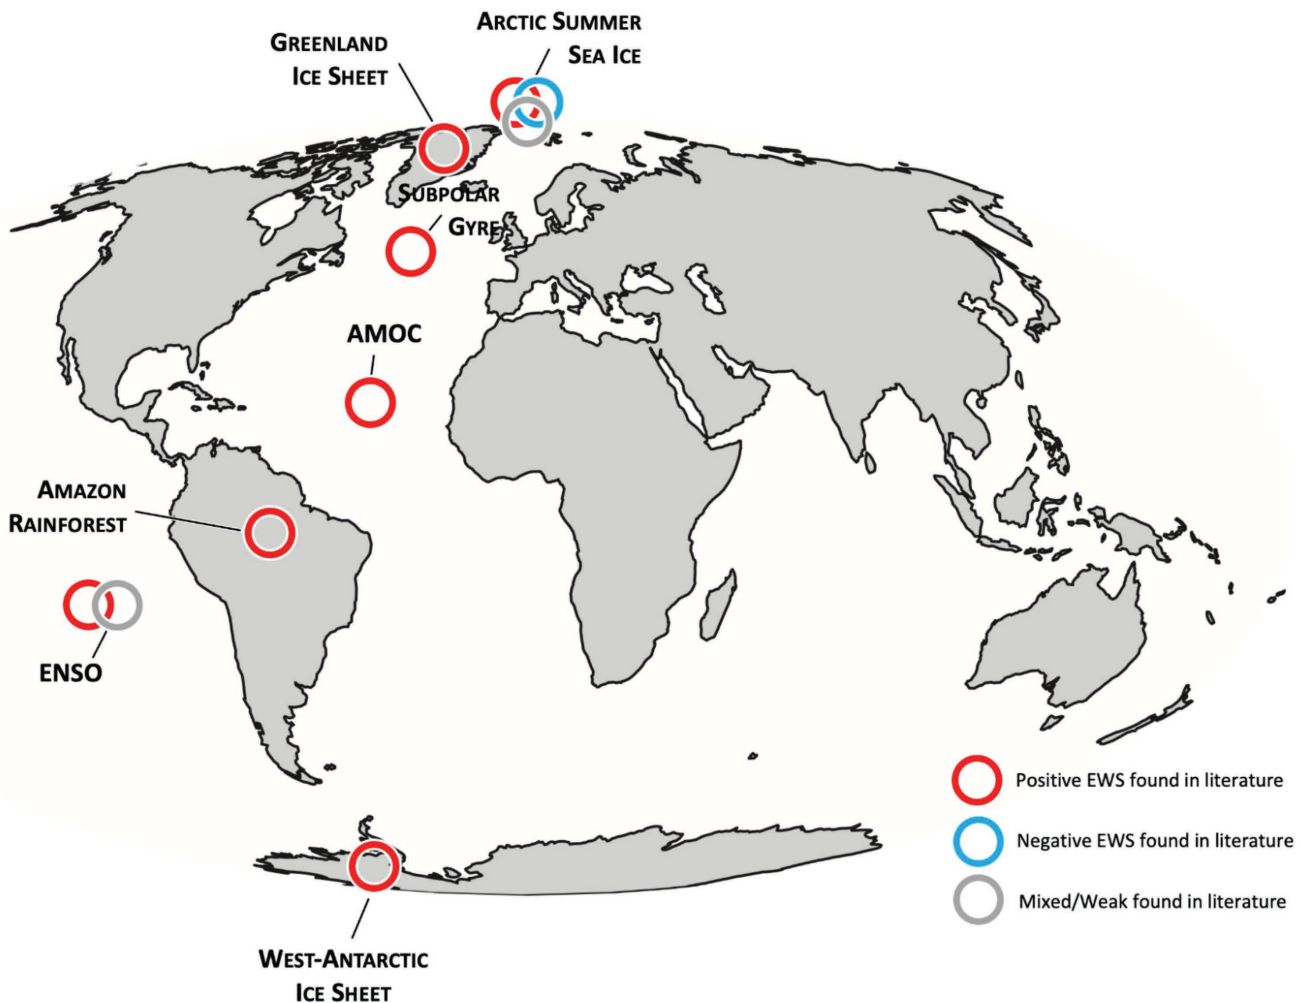 ARCTIC SUMMER
SEA ICE
GREENLAND
ICE SHEET
SUBPOLAR
GYRE
AMOC
AMAZON
RAINFOREST
ENSO
Positive EWS found in literature
Negative EWS found in literature
Mixed/Weak found in literature
WEST-ANTARCTIC
ICE SHEET